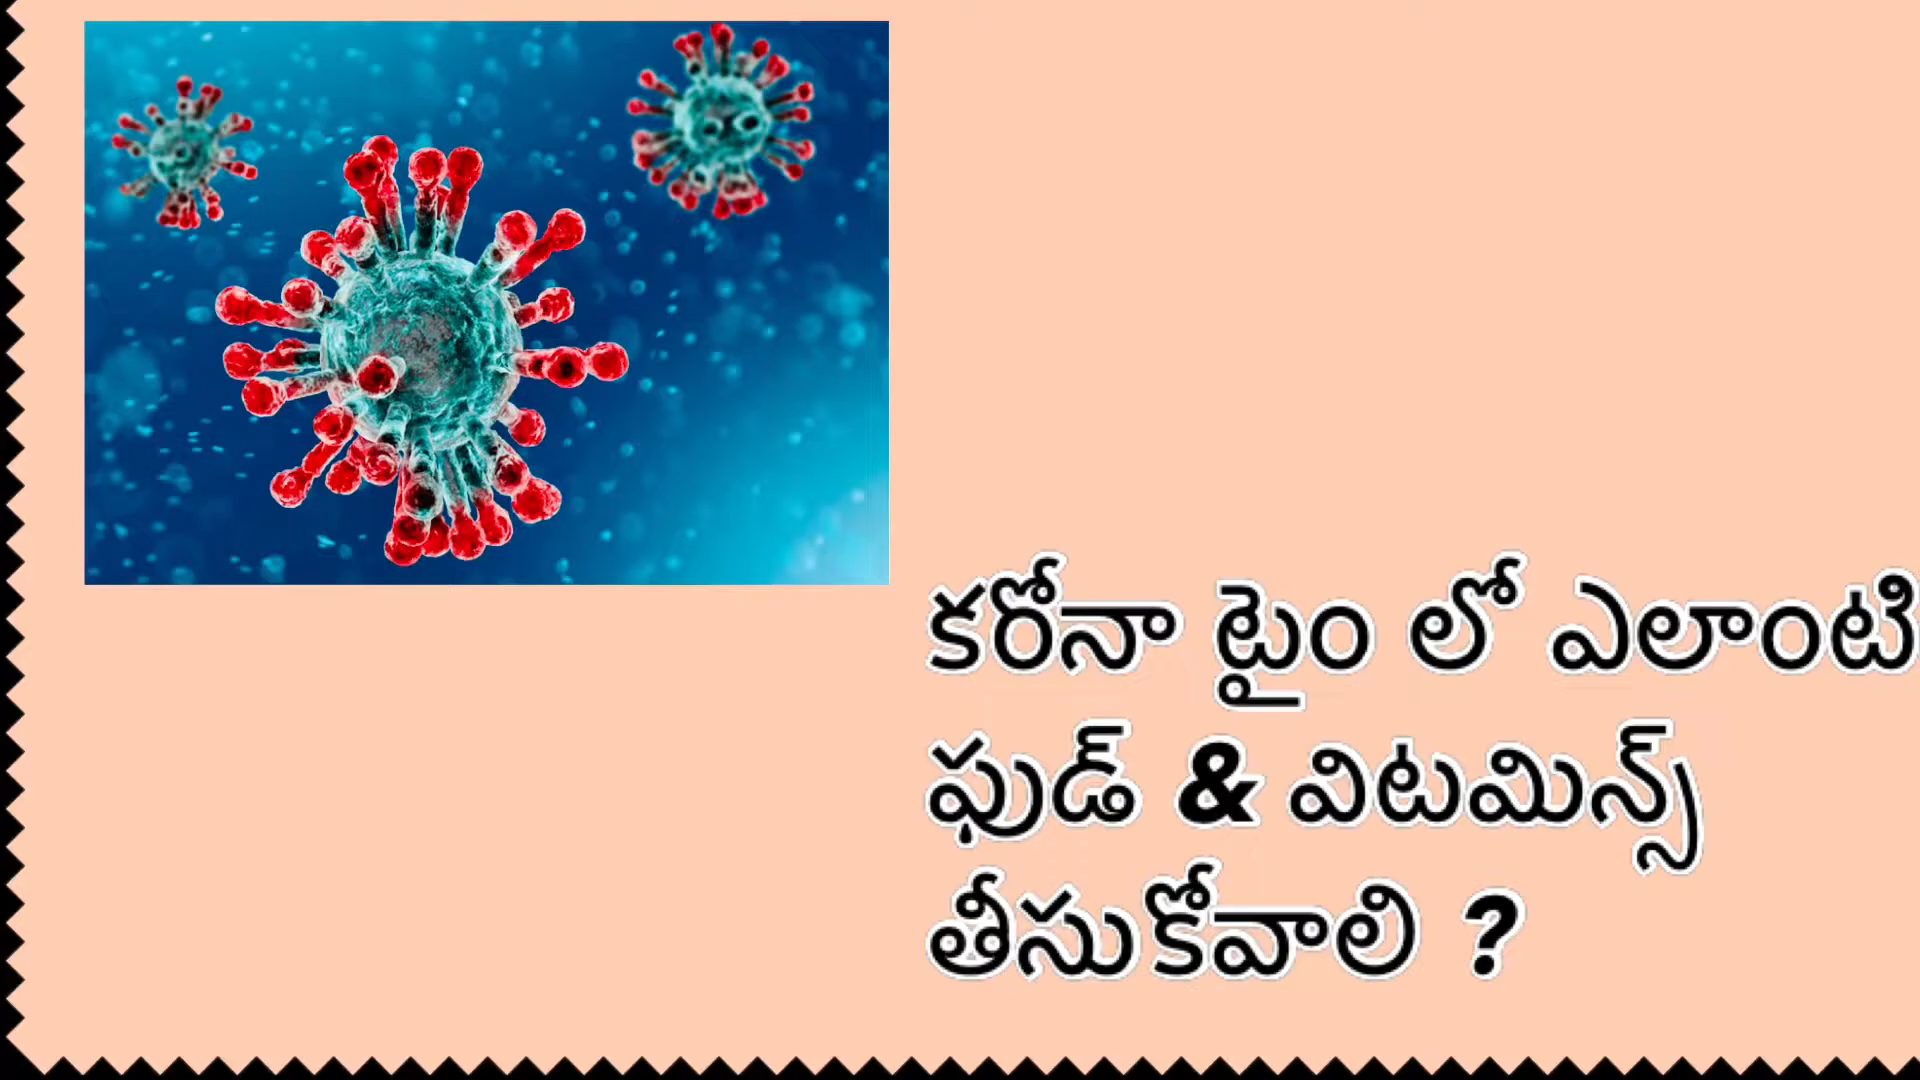 కరోనా టైం లో ఎలాంటి
ఫుడ్ & విటమిన్స్
తీసుకోవాలి ?